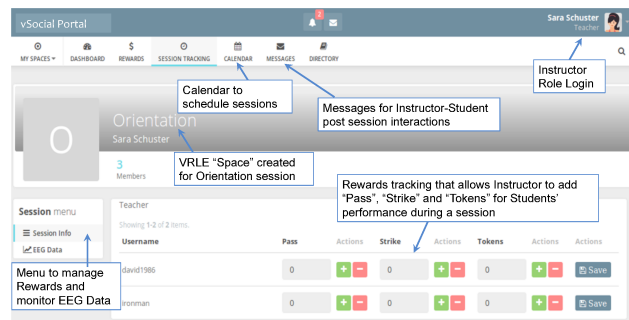 vSocial Portal
2
Sara Schuster
Teacher
MY SPACES
DASHBOARD
REWARDS
SESSION TRACKING
CALENDAR
MESSAGES
DIRECTORY
Instructor
Role Login
Calendar to
schedule sessions
Messages for Instructor-Student
post session interactions
O
Orientation
Sara Schuster
VRLE “Space” created
for Orientation session
3
Members
Rewards tracking that allows Instructor to add
“Pass”, “Strike” and “Tokens” for Students’
performance during a session
Session menu
Session Info
EEG Data
Menu to manage
Rewards and
monitor EEG Data
Teacher
Showing 1-2 of 2 items.
Username Pass Actions Strike Actions Tokens Actions Actions
david1986 0 + − 0 + − 0 + − Save
ironman 0 + − 0 + − 0 + − Save